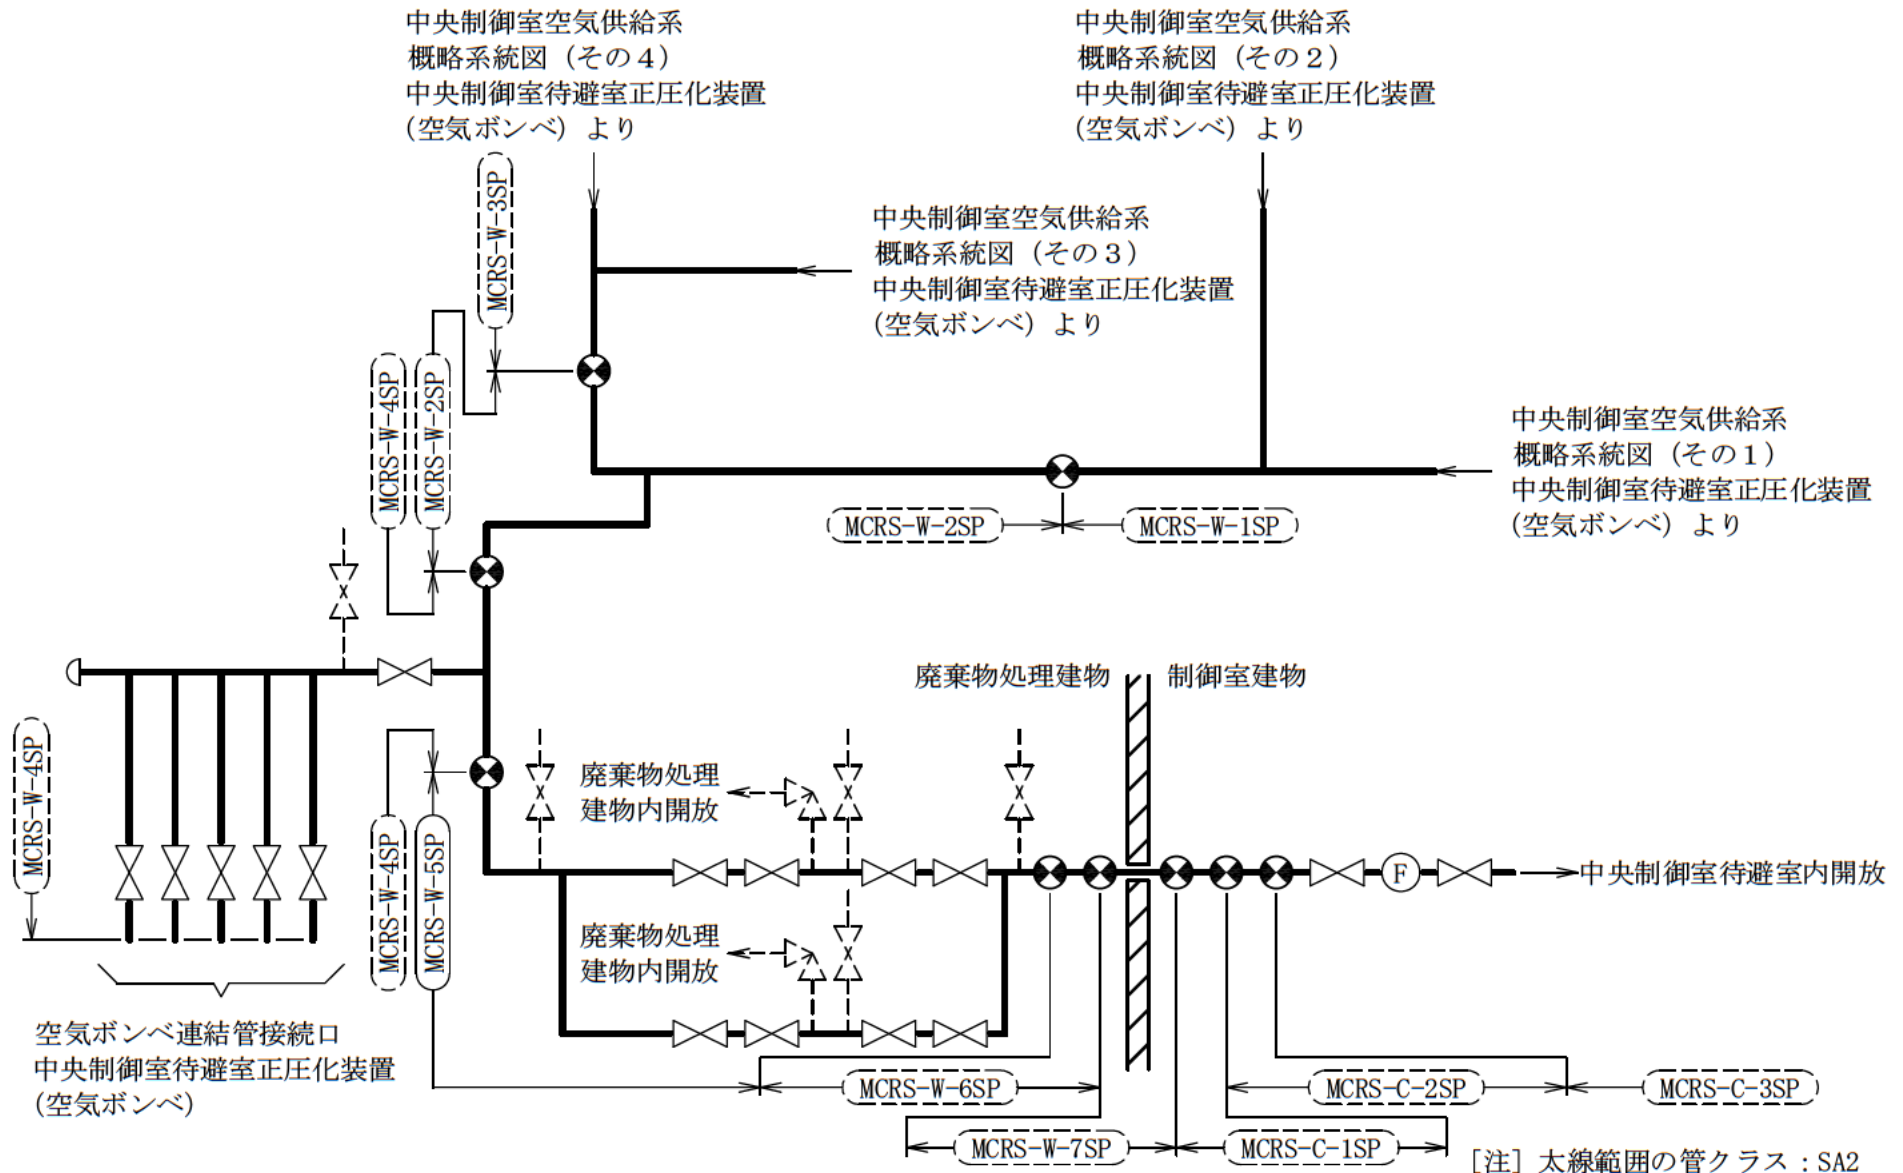 中央制御室空気供給系
概略系統図（その４）
中央制御室待避室正圧化装置
(空気ボンベ）より
中央制御室空気供給系
概略系統図（その２）
中央制御室待避室正圧化装置
(空気ボンベ）より
MCRS-W-3SP
中央制御室空気供給系
概略系統図（その３）
中央制御室待避室正圧化装置
(空気ボンベ）より
MCRS-W-4SP
MCRS-W-2SP
中央制御室空気供給系
概略系統図（その１）
中央制御室待避室正圧化装置
(空気ボンベ）より
MCRS-W-2SP
MCRS-W-1SP
廃棄物処理建物
制御室建物
MCRS-W-4SP
廃棄物処理
建物内開放
MCRS-W-4SP
MCRS-W-5SP
F
中央制御室待避室内開放
廃棄物処理
建物内開放
空気ボンベ連結管接続口
中央制御室待避室正圧化装置
(空気ボンベ）
MCRS-W-6SP
MCRS-C-2SP
MCRS-C-3SP
MCRS-W-7SP
MCRS-C-1SP
［注］太線範囲の管クラス：SA2